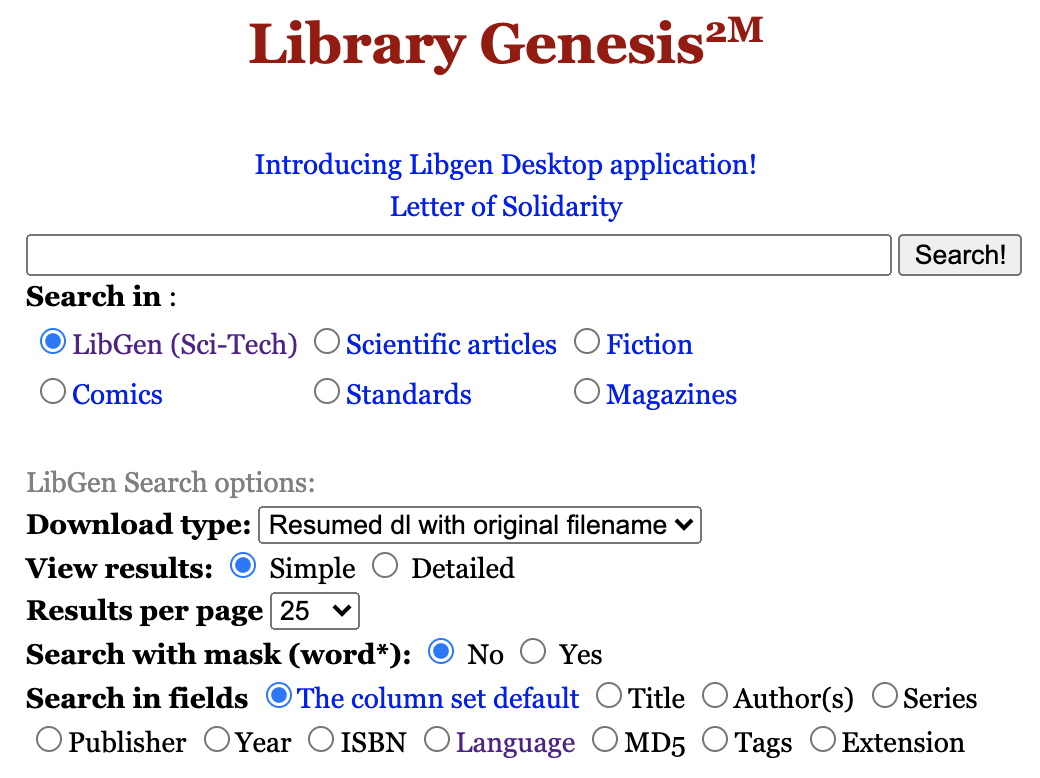 Library Genesis2M
Introducing Libgen Desktop application!
Letter of Solidarity
Search!
Search in :
LibGen (Sci-Tech) Scientific articles Fiction
Comics Standards Magazines
LibGen Search options:
Download type: Resumed dl with original filename
View results: Simple Detailed
Results per page 25
Search with mask (word*): No Yes
Search in fields The column set default Title Author(s) Series
Publisher Year ISBN Language MD5 Tags Extension